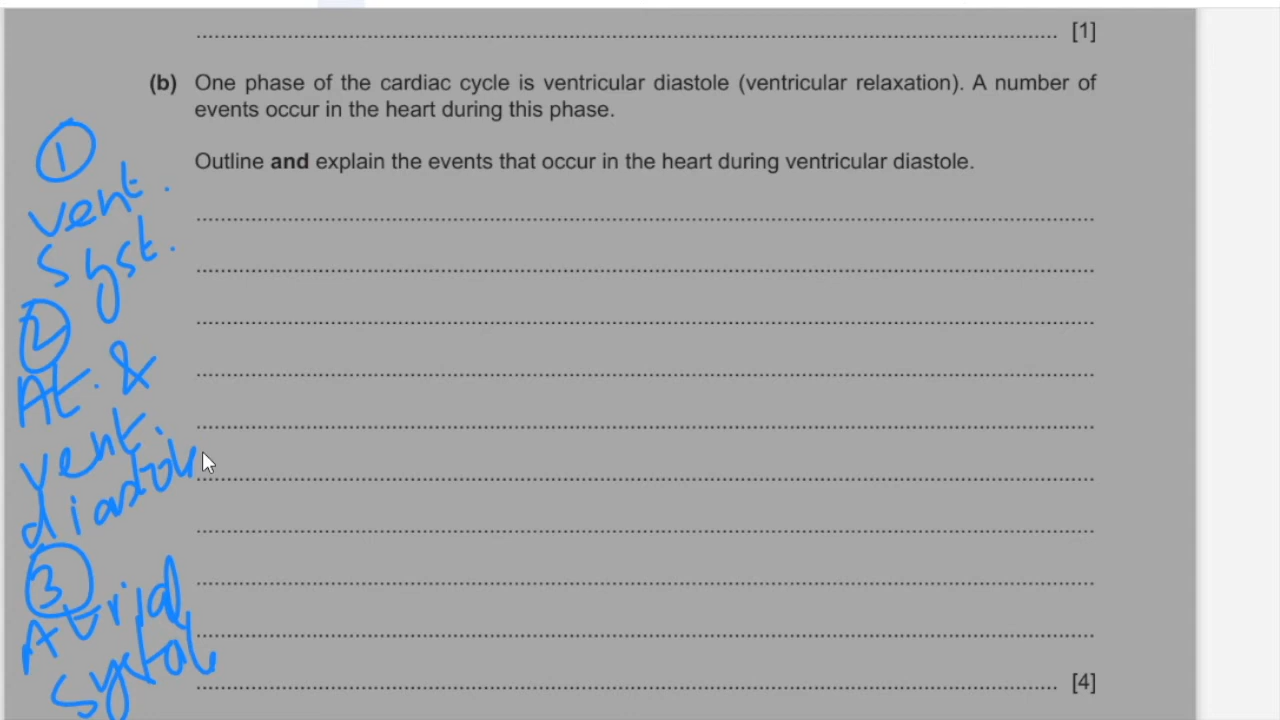 [1]
(b) One phase of the cardiac cycle is ventricular diastole (ventricular relaxation). A number of
events occur in the heart during this phase.
Outline and explain the events that occur in the heart during ventricular diastole.
[4]
1
vent.
syst.
2
At. &
vent.
diastole
3
Atrial
systole